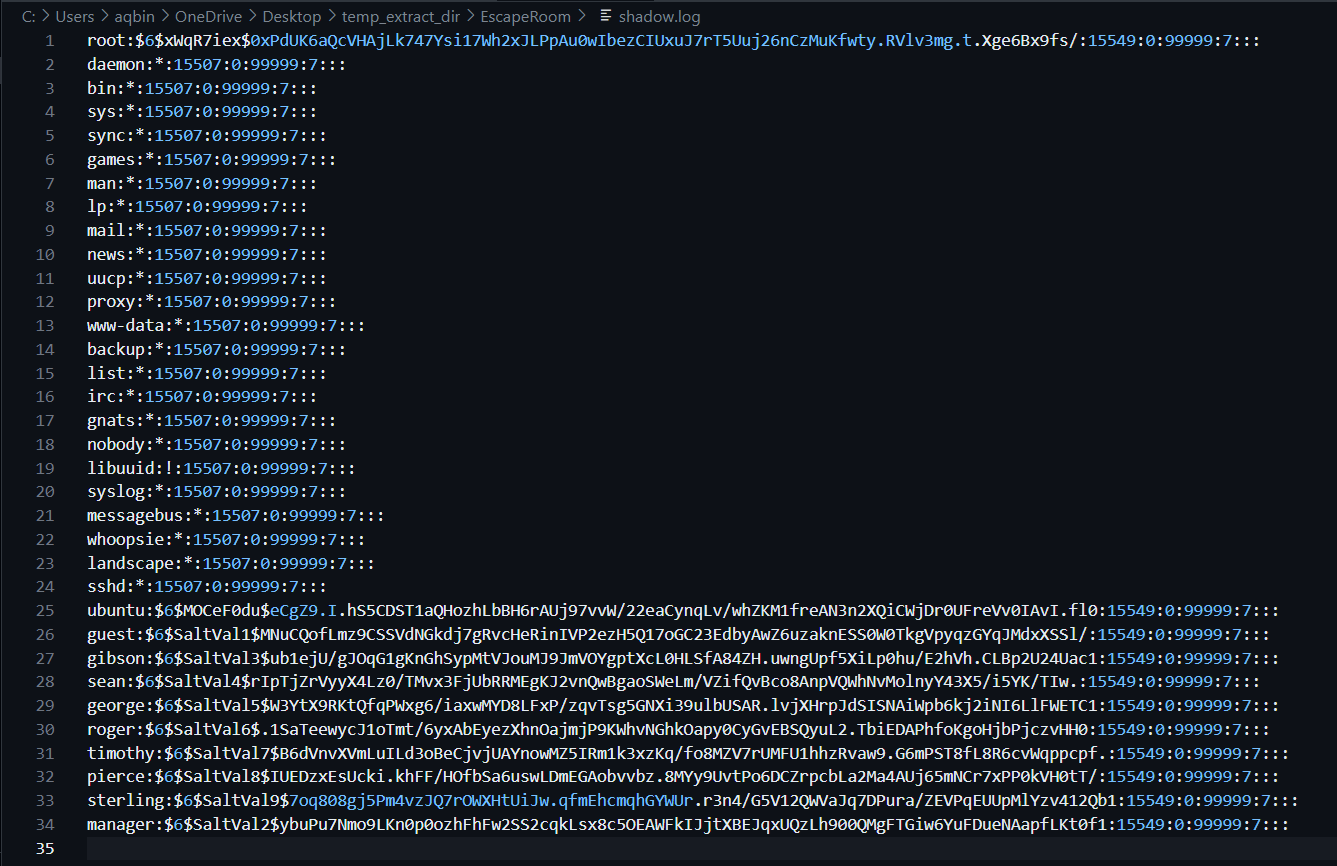 C: > Users > aqbin > OneDrive > Desktop > temp_extract_dir > EscapeRoom > shadow.log
1 root:$6$xWqR7iex$0xPdUK6aQcVHAjLk747Ysi17Wh2xJLPpAu0wIbezCIUxuJ7rT5Uuj26nCzMuKfwty.RVlv3mg.t.Xge6Bx9fs/:15549:0:99999:7:::
2 daemon:*:15507:0:99999:7:::
3 bin:*:15507:0:99999:7:::
4 sys:*:15507:0:99999:7:::
5 sync:*:15507:0:99999:7:::
6 games:*:15507:0:99999:7:::
7 man:*:15507:0:99999:7:::
8 lp:*:15507:0:99999:7:::
9 mail:*:15507:0:99999:7:::
10 news:*:15507:0:99999:7:::
11 uucp:*:15507:0:99999:7:::
12 proxy:*:15507:0:99999:7:::
13 www-data:*:15507:0:99999:7:::
14 backup:*:15507:0:99999:7:::
15 list:*:15507:0:99999:7:::
16 irc:*:15507:0:99999:7:::
17 gnats:*:15507:0:99999:7:::
18 nobody:*:15507:0:99999:7:::
19 libuuid:!:15507:0:99999:7:::
20 syslog:*:15507:0:99999:7:::
21 messagebus:*:15507:0:99999:7:::
22 whoopsie:*:15507:0:99999:7:::
23 landscape:*:15507:0:99999:7:::
24 sshd:*:15507:0:99999:7:::
25 ubuntu:$6$MOCeF0du$eCgZ9.I.hS5CDST1aQHozhLbBH6rAUj97vvW/22eaCynqLv/whZKM1freAN3n2XQiCWjDr0UFreVv0IAvI.fl0:15549:0:99999:7:::
26 guest:$6$SaltVal1$MNuCQofLmz9CSSVdNGkdj7gRvcHeRinIVP2ezH5Q17oGC23EdbyAwZ6uzaknESS0W0TkgVpyqzGYqJMdxXSSl/:15549:0:99999:7:::
27 gibson:$6$SaltVal3$ub1ejU/gJOqG1gKnGhSypMtVJouMJ9JmVOYgptXcL0HLSfA84ZH.uwngUpf5XiLp0hu/E2hVh.CLBp2U24Uac1:15549:0:99999:7:::
28 sean:$6$SaltVal4$rIpTjZrVyyX4Lz0/TMvx3FjUbRRMEgKJ2vnQwBgaoSWeLm/VZifQvBco8AnpVQWhNvMolnyY43X5/i5YK/TIw.:15549:0:99999:7:::
29 george:$6$SaltVal5$W3YtX9RKtQfqPWxg6/iaxwMYD8LFxP/zqvTsg5GNXi39ulbUSAR.lvjXHrpJdSISNAiWpb6kj2iNI6LlFWETC1:15549:0:99999:7:::
30 roger:$6$SaltVal6$.1SaTeewycJ1oTmt/6yxAbEyezXhnOajmjP9KWhvNGhkOapy0CyGvEBSQyuL2.TbiEDAPhfoKgoHjbPjczvHH0:15549:0:99999:7:::
31 timothy:$6$SaltVal7$B6dVnvXVmLuILd3oBeCjvjUAYnowMZ5IRm1k3xzKq/fo8MZV7rUMFU1hhzRvaw9.G6mPST8fL8R6cvWqppcpf.:15549:0:99999:7:::
32 pierce:$6$SaltVal8$IUEDzxEsUcki.khFF/HOfbSa6uswLDmEGAobvvbz.8MYy9UvtPo6DCZrpcbLa2Ma4AUj65mNCr7xPP0kVH0tT/:15549:0:99999:7:::
33 sterling:$6$SaltVal9$7oq808gj5Pm4vzJQ7rOWXHtUiJw.qfmEhcmqhGYWUr.r3n4/G5V12QWVaJq7DPura/ZEVPqEUUpMlYzv412Qb1:15549:0:99999:7:::
34 manager:$6$SaltVal2$ybuPu7Nmo9LKn0p0ozhFhFw2SS2cqkLsx8c5OEAWFkIJjtXBEJqxUQzLh900QMgFTGiw6YuFDueNAapfLKt0f1:15549:0:99999:7:::
35